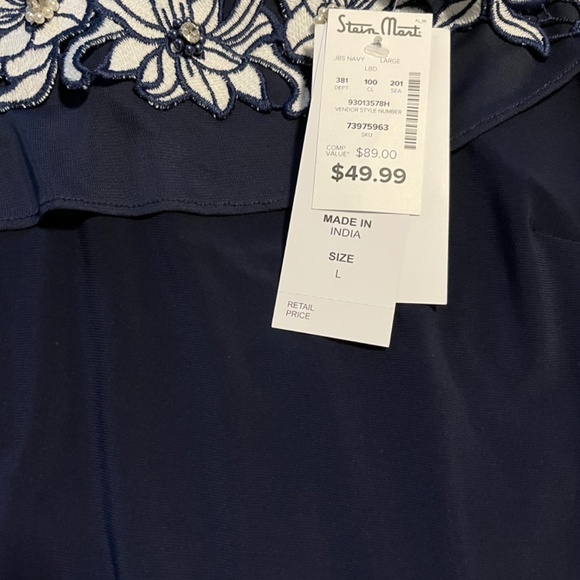 Stein Mart
JBS NAVY LARGE
LBD
381 100 201
DEPT CL SEA
93013578H
VENDOR STYLE NUMBER
73975963
SKU
COMP
VALUE* $89.00
$49.99
MADE IN
INDIA
SIZE
L
RETAIL
PRICE